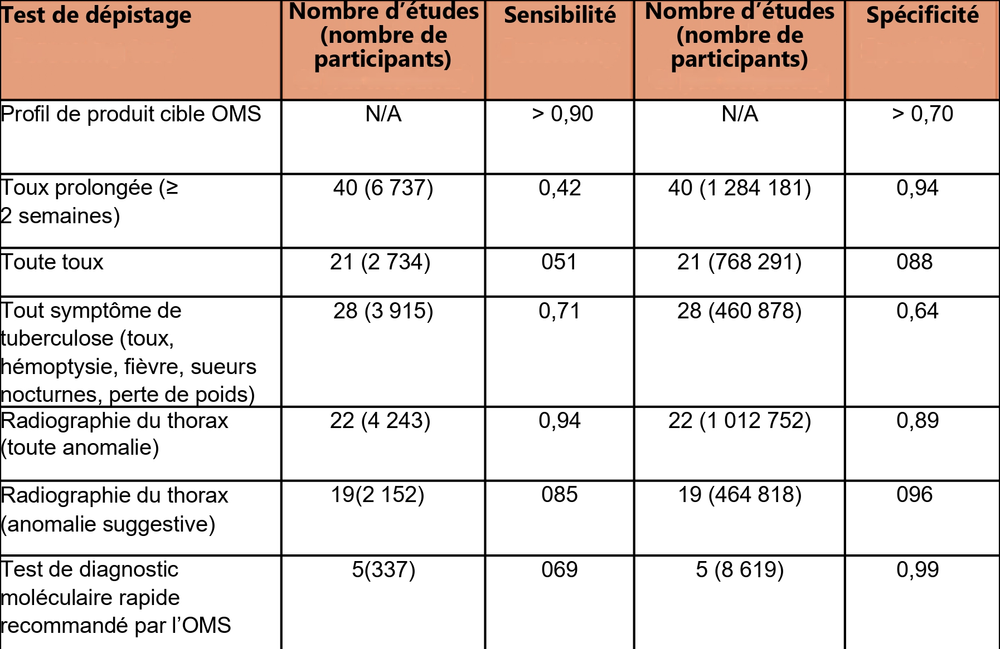 Test de dépistage
Nombre d’études
(nombre de
participants)
Sensibilité
Nombre d’études
(nombre de
participants)
Spécificité
Profil de produit cible OMS
N/A
> 0,90
N/A
> 0,70
Toux prolongée (≥
2 semaines)
40 (6 737)
0,42
40 (1 284 181)
0,94
Toute toux
21 (2 734)
051
21 (768 291)
088
Tout symptôme de
tuberculose (toux,
hémoptysie, fièvre, sueurs
nocturnes, perte de poids)
28 (3 915)
0,71
28 (460 878)
0,64
Radiographie du thorax
(toute anomalie)
22 (4 243)
0,94
22 (1 012 752)
0,89
Radiographie du thorax
(anomalie suggestive)
19(2 152)
085
19 (464 818)
096
Test de diagnostic
moléculaire rapide
recommandé par l’OMS
5(337)
069
5 (8 619)
0,99